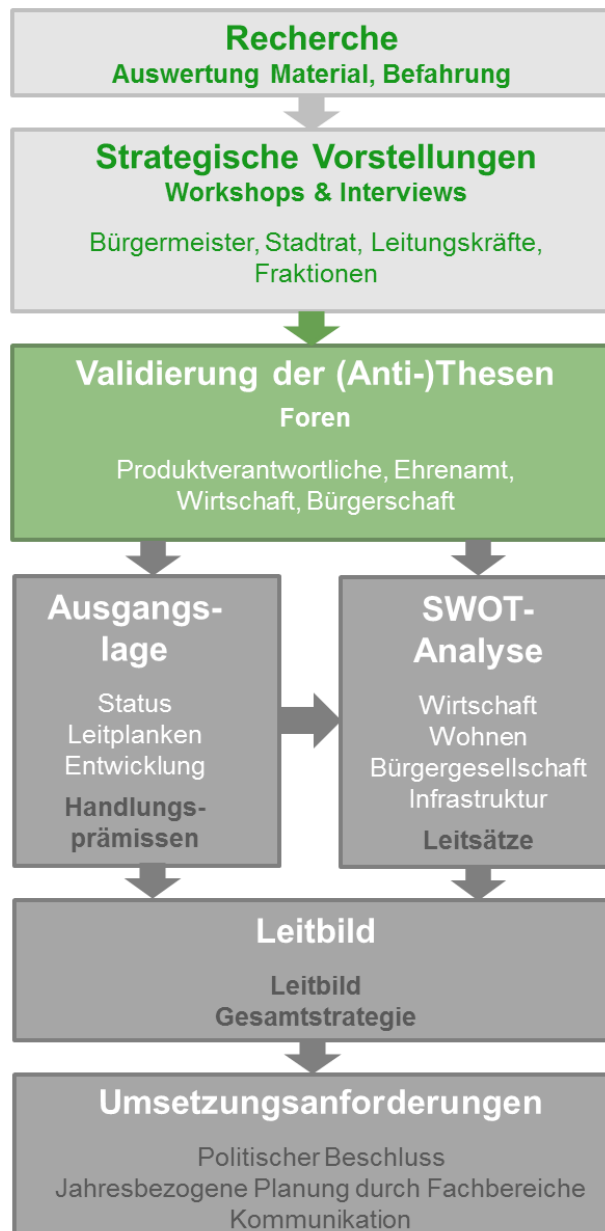 Recherche
Auswertung Material, Befahrung
Strategische Vorstellungen
Workshops & Interviews
Bürgermeister, Stadtrat, Leitungskräfte,
Fraktionen
Validierung der (Anti-)Thesen
Foren
Produktverantwortliche, Ehrenamt,
Wirtschaft, Bürgerschaft
Ausgangs-
lage
Status
Leitplanken
Entwicklung
Handlungs-
prämissen
SWOT-
Analyse
Wirtschaft
Wohnen
Bürgergesellschaft
Infrastruktur
Leitsätze
Leitbild
Leitbild
Gesamtstrategie
Umsetzungsanforderungen
Politischer Beschluss
Jahresbezogene Planung durch Fachbereiche
Kommunikation